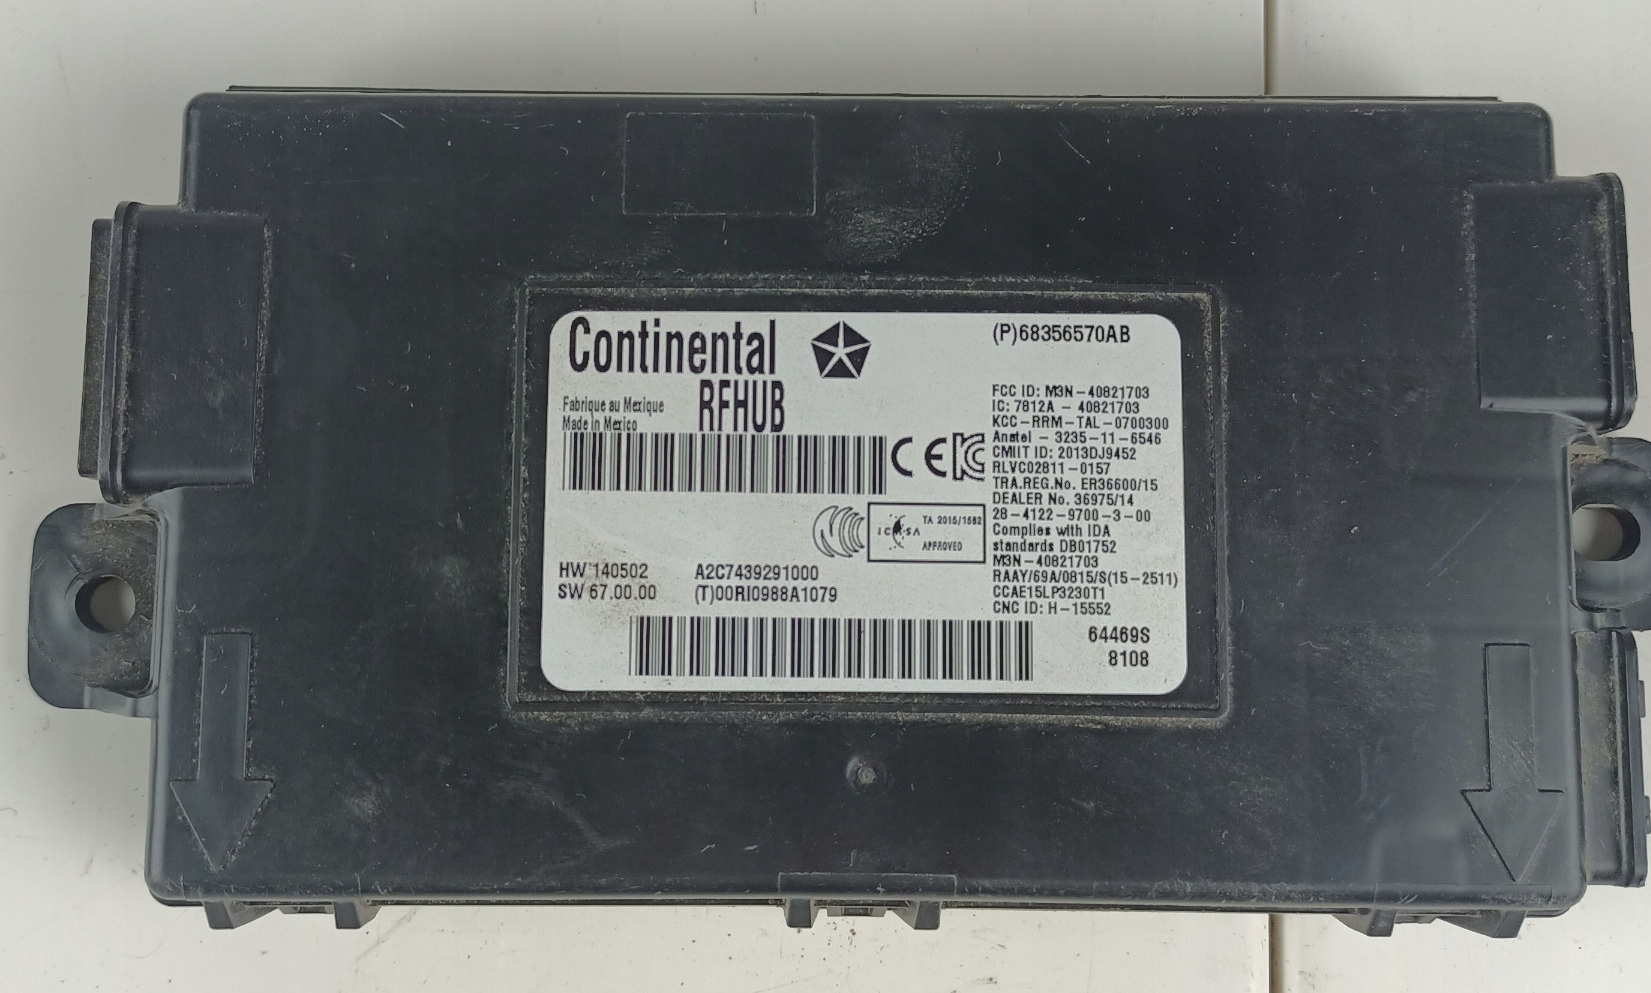 Continental
(P)68356570AB
RFHUB
Fabrique au Mexique
Made in Mexico
FCC ID: M3N-40821703
IC: 7812A - 40821703
KCC-RRM-TAL-0700300
Anatel - 3235-11-6546
CMIIT ID: 2013DJ9452
RLVC02811-0157
TRA.REG.No. ER36600/15
DEALER No. 36975/14
28-4122-9700-3-00
Complies with IDA
standards DB01752
M3N-40821703
RAAY/69A/0815/S(15-2511)
CCAE15LP3230T1
CNC ID: H-15552
CE
ICASA
TA 2015/1582
APPROVED
HW 140502
A2C7439291000
SW 67.00.00
(T)00RI0988A1079
64469S
8108